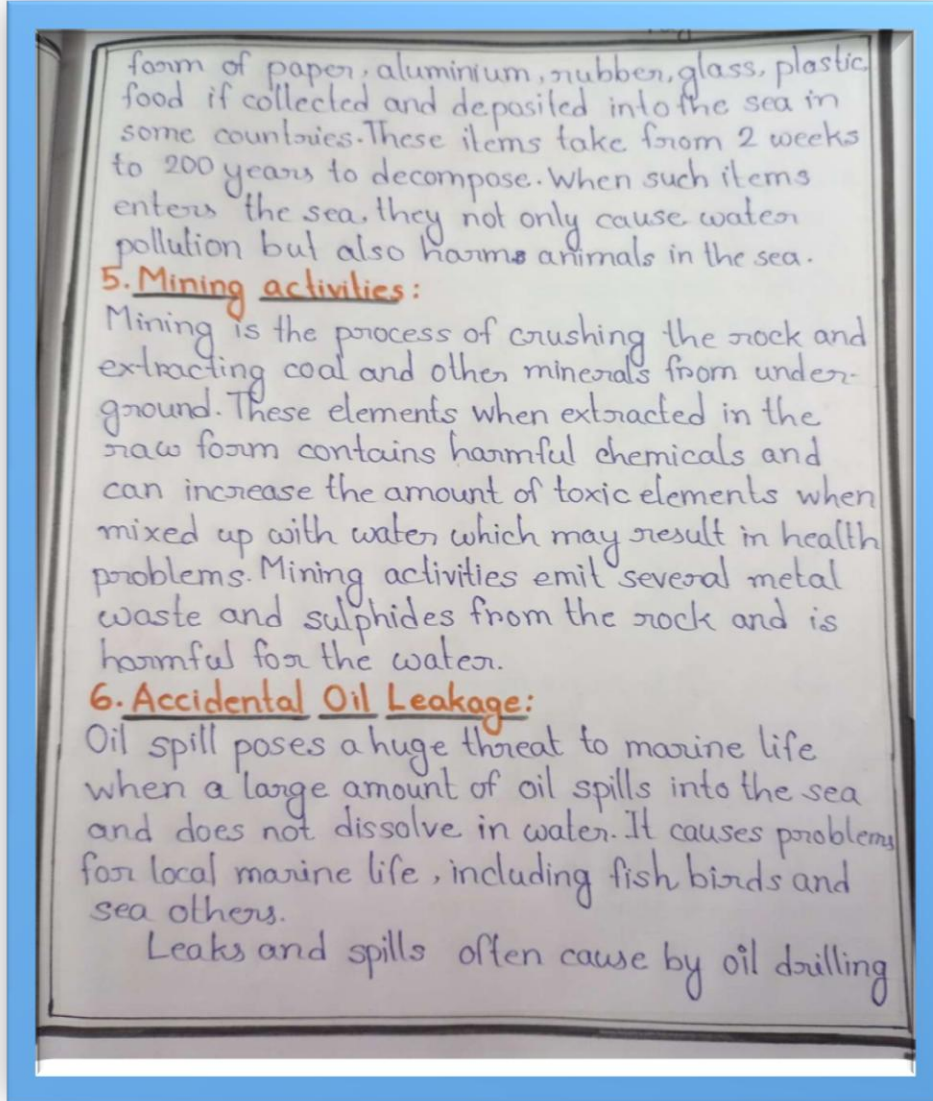 form of paper, aluminium, rubber, glass, plastic
food if collected and deposited into the sea in
some countries. These items take from 2 weeks
to 200 years to decompose. When such items
enters the sea, they not only cause water
pollution but also harms animals in the sea.
5. Mining activities:
Mining is the process of crushing the rock and
extracting coal and other minerals from under-
ground. These elements when extracted in the
raw form contains harmful chemicals and
can increase the amount of toxic elements when
mixed up with water which may result in health
problems. Mining activities emit several metal
waste and sulphides from the rock and is
harmful for the water.
6. Accidental Oil Leakage:
Oil spill poses a huge threat to marine life
when a large amount of oil spills into the sea
and does not dissolve in water. It causes problems
for local marine life, including fish birds and
sea others.
Leaks and spills often cause by oil drilling